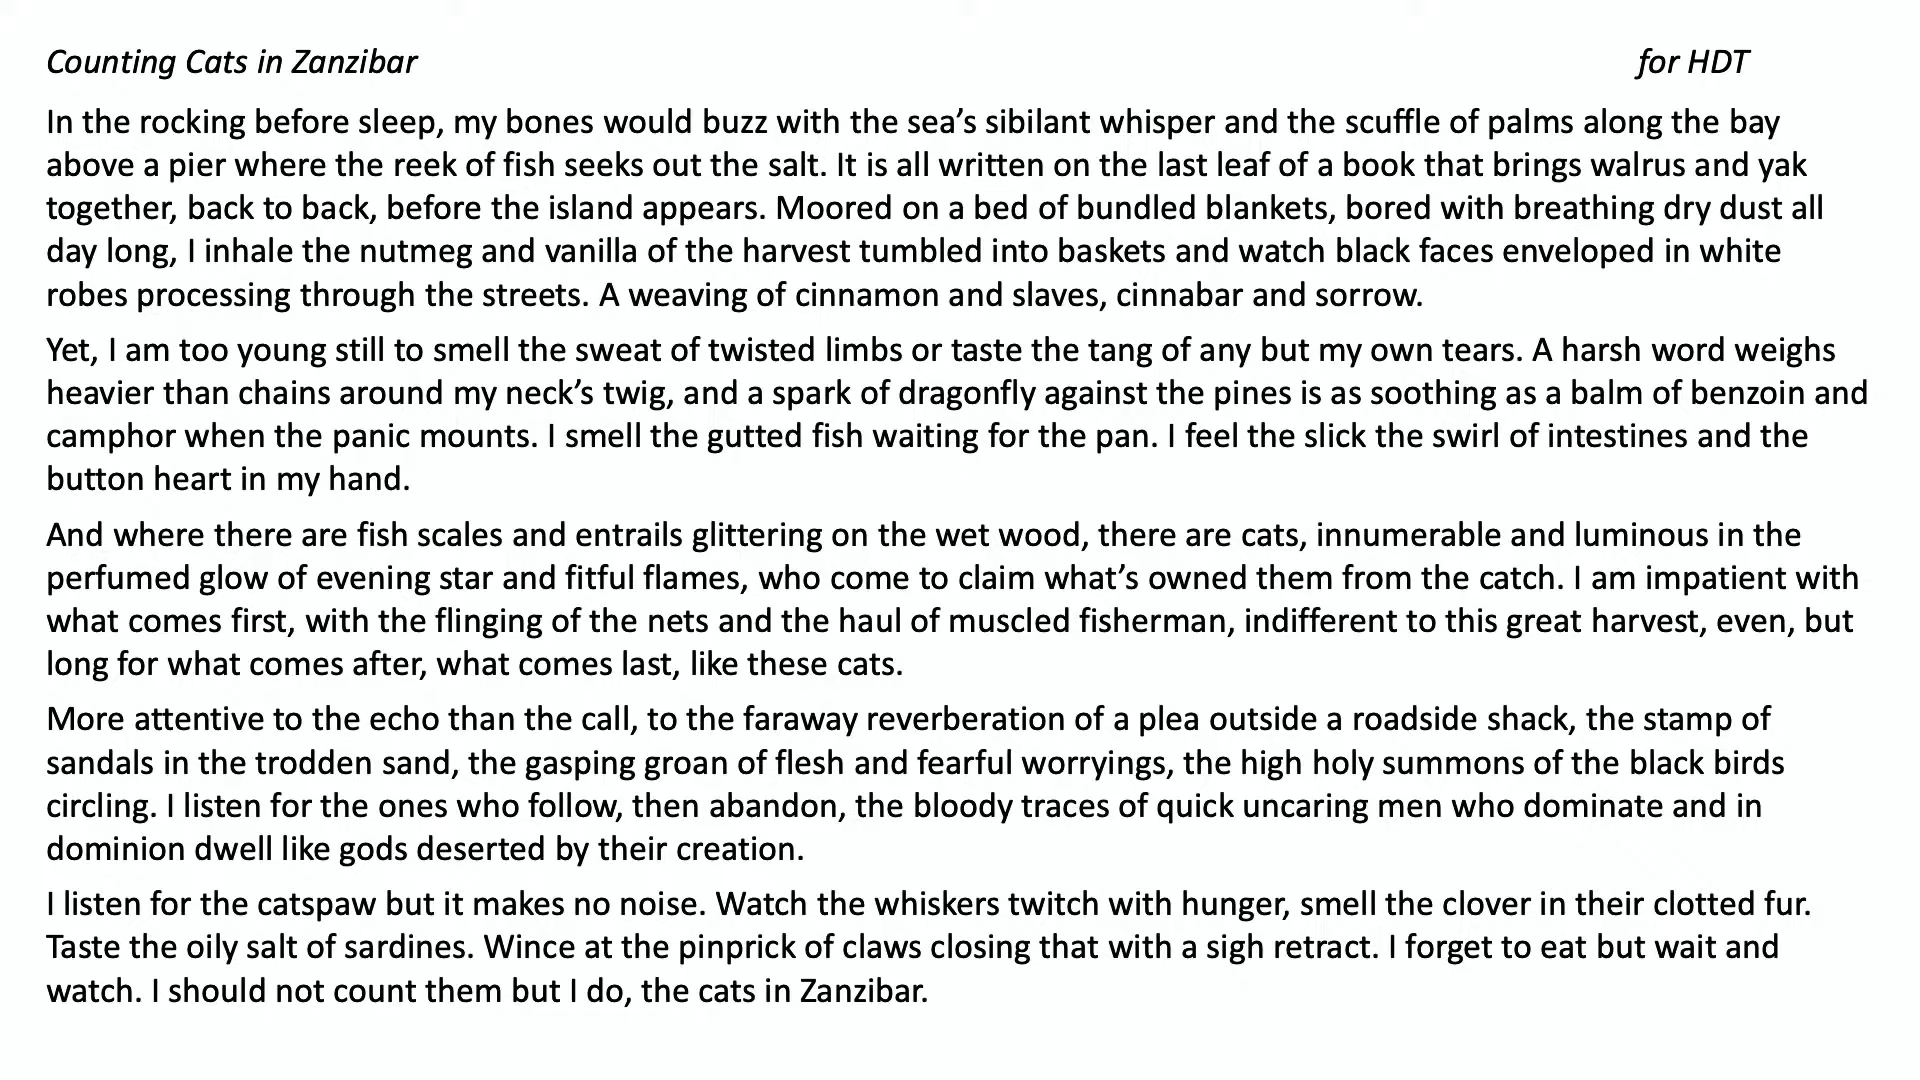 Counting Cats in Zanzibar for HDT
In the rocking before sleep, my bones would buzz with the sea’s sibilant whisper and the scuffle of palms along the bay
above a pier where the reek of fish seeks out the salt. It is all written on the last leaf of a book that brings walrus and yak
together, back to back, before the island appears. Moored on a bed of bundled blankets, bored with breathing dry dust all
day long, I inhale the nutmeg and vanilla of the harvest tumbled into baskets and watch black faces enveloped in white
robes processing through the streets. A weaving of cinnamon and slaves, cinnabar and sorrow.
Yet, I am too young still to smell the sweat of twisted limbs or taste the tang of any but my own tears. A harsh word weighs
heavier than chains around my neck’s twig, and a spark of dragonfly against the pines is as soothing as a balm of benzoin and
camphor when the panic mounts. I smell the gutted fish waiting for the pan. I feel the slick the swirl of intestines and the
button heart in my hand.
And where there are fish scales and entrails glittering on the wet wood, there are cats, innumerable and luminous in the
perfumed glow of evening star and fitful flames, who come to claim what’s owned them from the catch. I am impatient with
what comes first, with the flinging of the nets and the haul of muscled fisherman, indifferent to this great harvest, even, but
long for what comes after, what comes last, like these cats.
More attentive to the echo than the call, to the faraway reverberation of a plea outside a roadside shack, the stamp of
sandals in the trodden sand, the gasping groan of flesh and fearful worryings, the high holy summons of the black birds
circling. I listen for the ones who follow, then abandon, the bloody traces of quick uncaring men who dominate and in
dominion dwell like gods deserted by their creation.
I listen for the catspaw but it makes no noise. Watch the whiskers twitch with hunger, smell the clover in their clotted fur.
Taste the oily salt of sardines. Wince at the pinprick of claws closing that with a sigh retract. I forget to eat but wait and
watch. I should not count them but I do, the cats in Zanzibar.